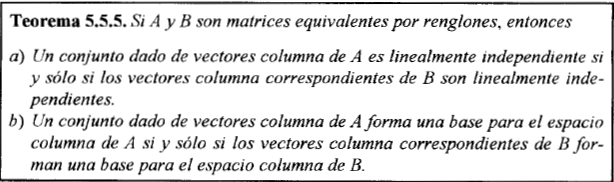 Teorema 5.5.5. Si A y B son matrices equivalentes por renglones, entonces
a) Un conjunto dado de vectores columna de A es linealmente independiente si
y sólo si los vectores columna correspondientes de B son linealmente inde-
pendientes.
b) Un conjunto dado de vectores columna de A forma una base para el espacio
columna de A si y sólo si los vectores columna correspondientes de B for-
man una base para el espacio columna de B.